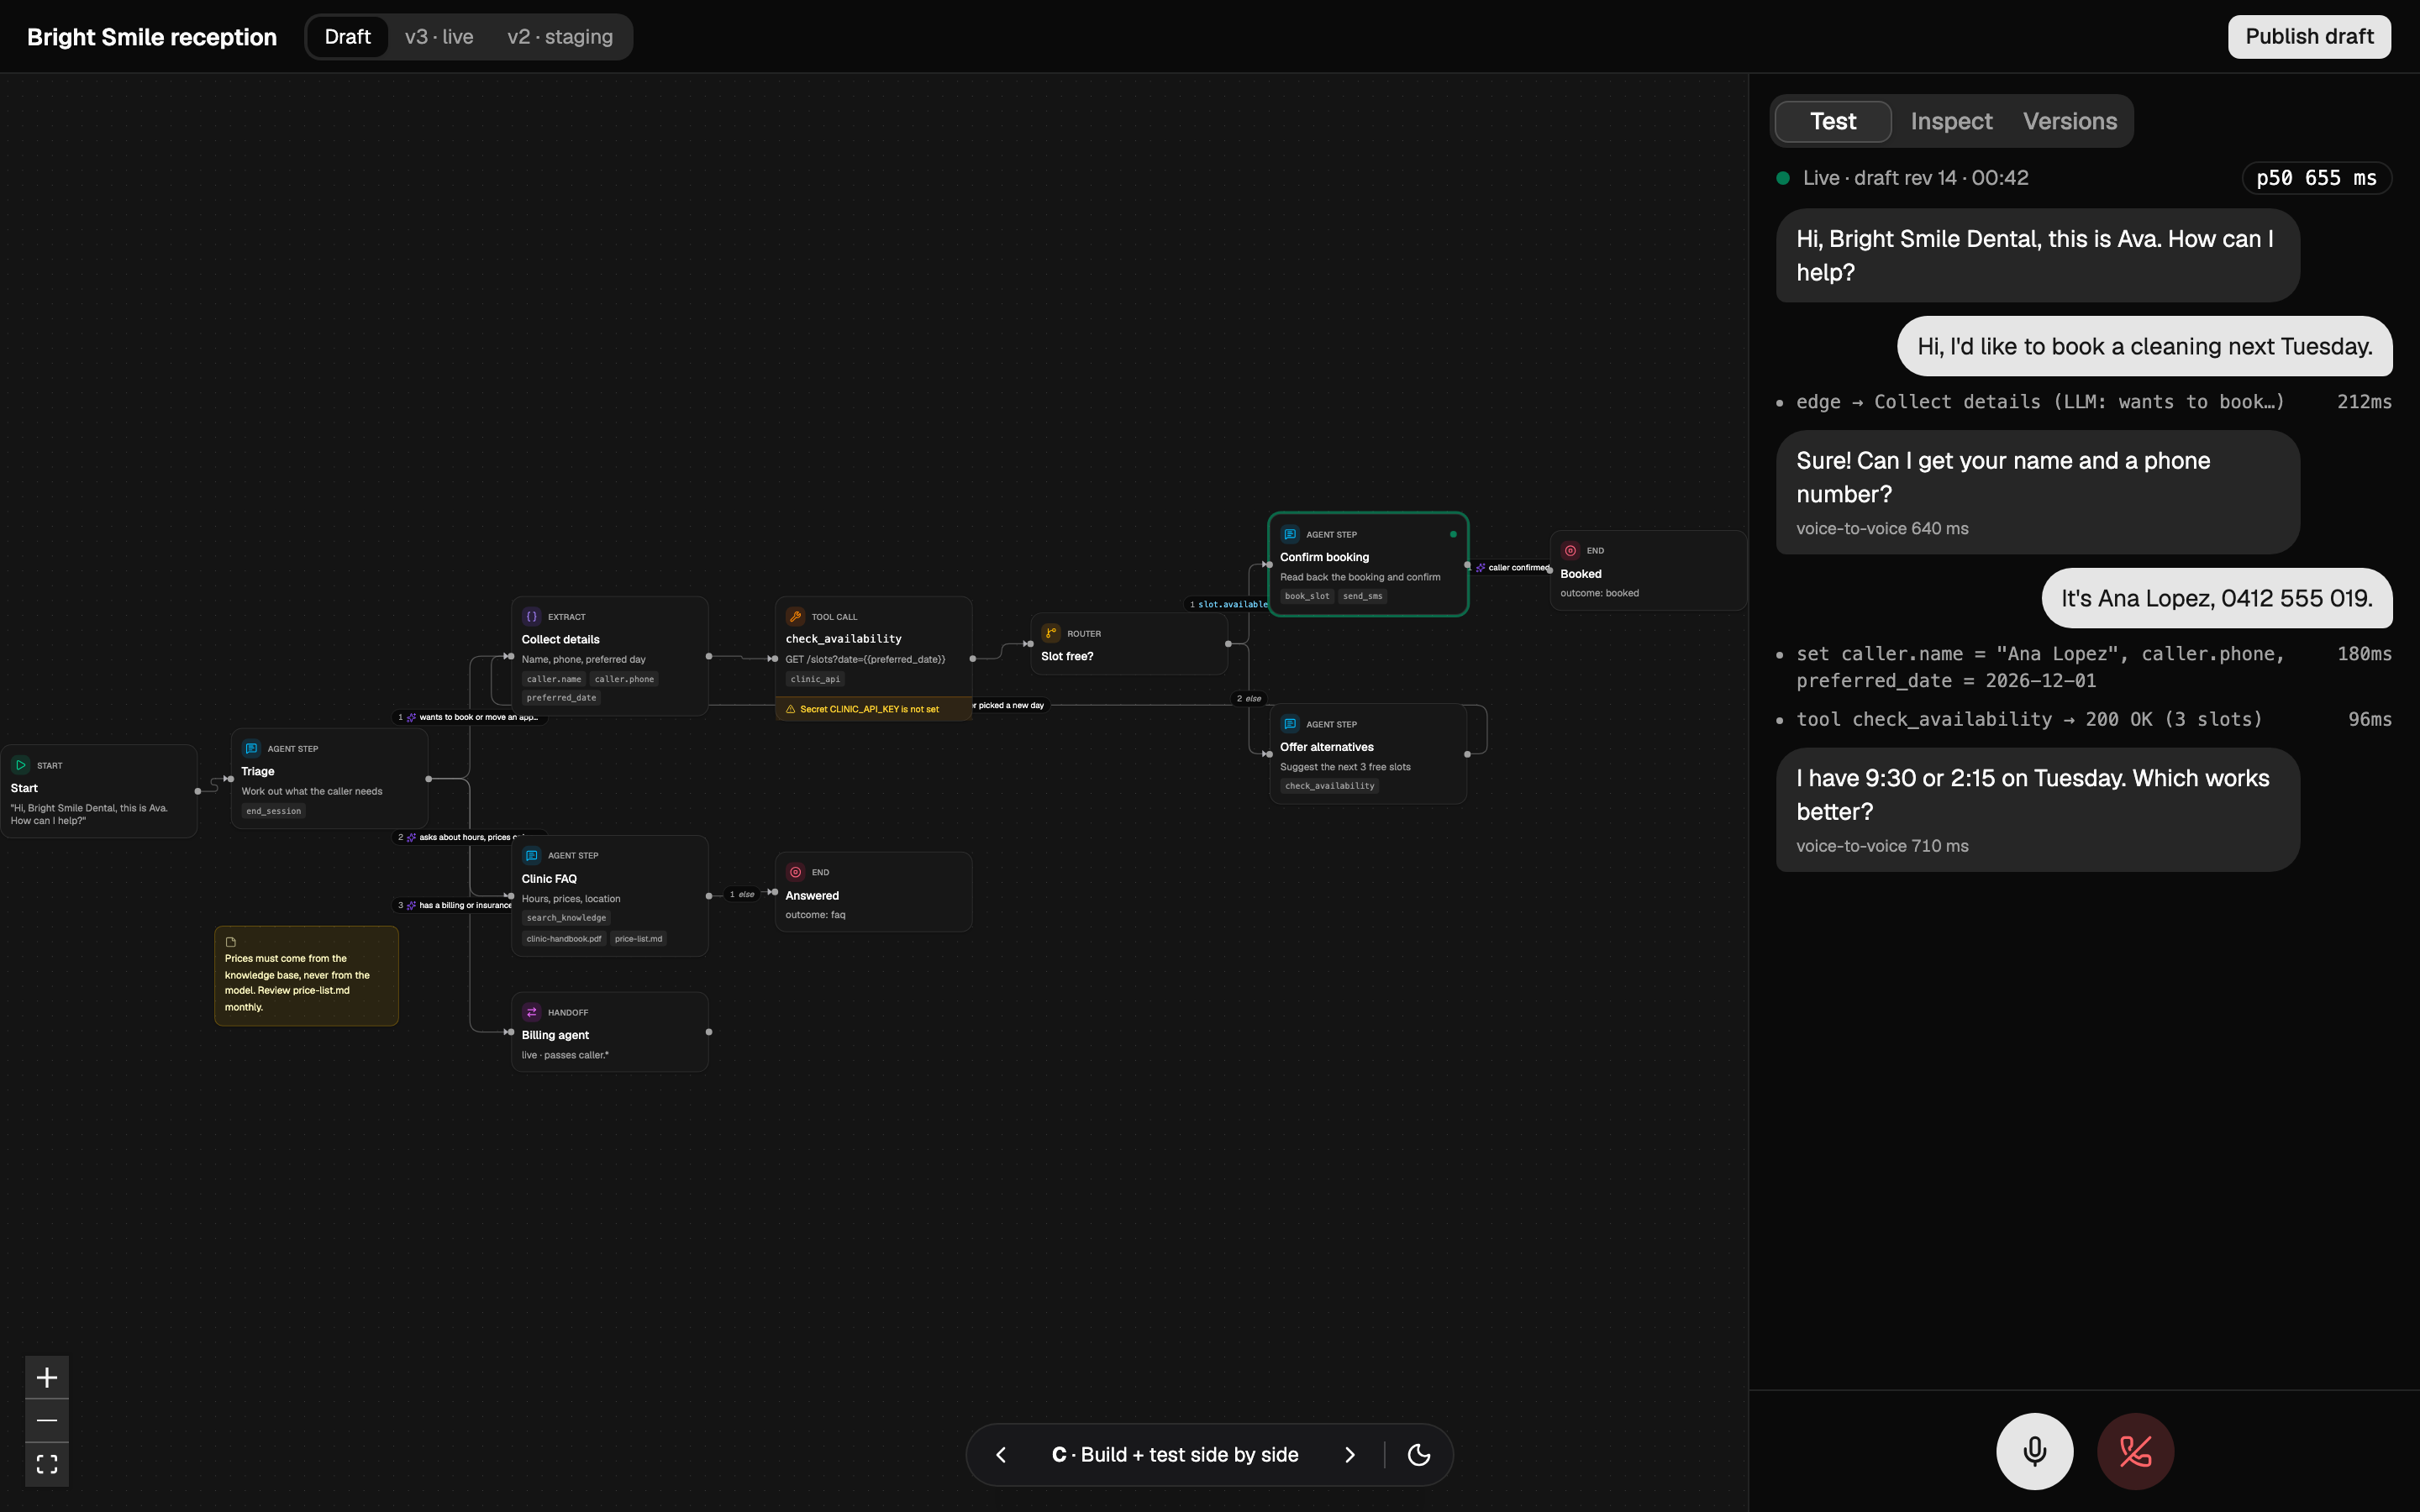 Bright Smile reception
Draft
v3 · live
v2 · staging
Publish draft
START
Start
"Hi, Bright Smile Dental, this is Ava.
How can I help?"
AGENT STEP
Triage
Work out what the caller needs
end_session
1 wants to book or move an app…
2 asks about hours, prices
3 has a billing or insurance
Prices must come from the
knowledge base, never from the
model. Review price-list.md
monthly.
EXTRACT
Collect details
Name, phone, preferred day
caller.name caller.phone
preferred_date
AGENT STEP
Clinic FAQ
Hours, prices, location
search_knowledge
clinic-handbook.pdf price-list.md
HANDOFF
Billing agent
live · passes caller.*
TOOL CALL
check_availability
GET /slots?date={{preferred_date}}
clinic_api
Secret CLINIC_API_KEY is not set
picked a new day
1 else
END
Answered
outcome: faq
ROUTER
Slot free?
1 slot.available
2 else
AGENT STEP
Confirm booking
Read back the booking and confirm
book_slot send_sms
caller confirmed
END
Booked
outcome: booked
AGENT STEP
Offer alternatives
Suggest the next 3 free slots
check_availability
C · Build + test side by side
Test
Inspect
Versions
Live · draft rev 14 · 00:42
p50 655 ms
Hi, Bright Smile Dental, this is Ava. How can I
help?
Hi, I'd like to book a cleaning next Tuesday.
edge → Collect details (LLM: wants to book…) 212ms
Sure! Can I get your name and a phone
number?
voice-to-voice 640 ms
It's Ana Lopez, 0412 555 019.
set caller.name = "Ana Lopez", caller.phone, 180ms
preferred_date = 2026-12-01
tool check_availability → 200 OK (3 slots) 96ms
I have 9:30 or 2:15 on Tuesday. Which works
better?
voice-to-voice 710 ms